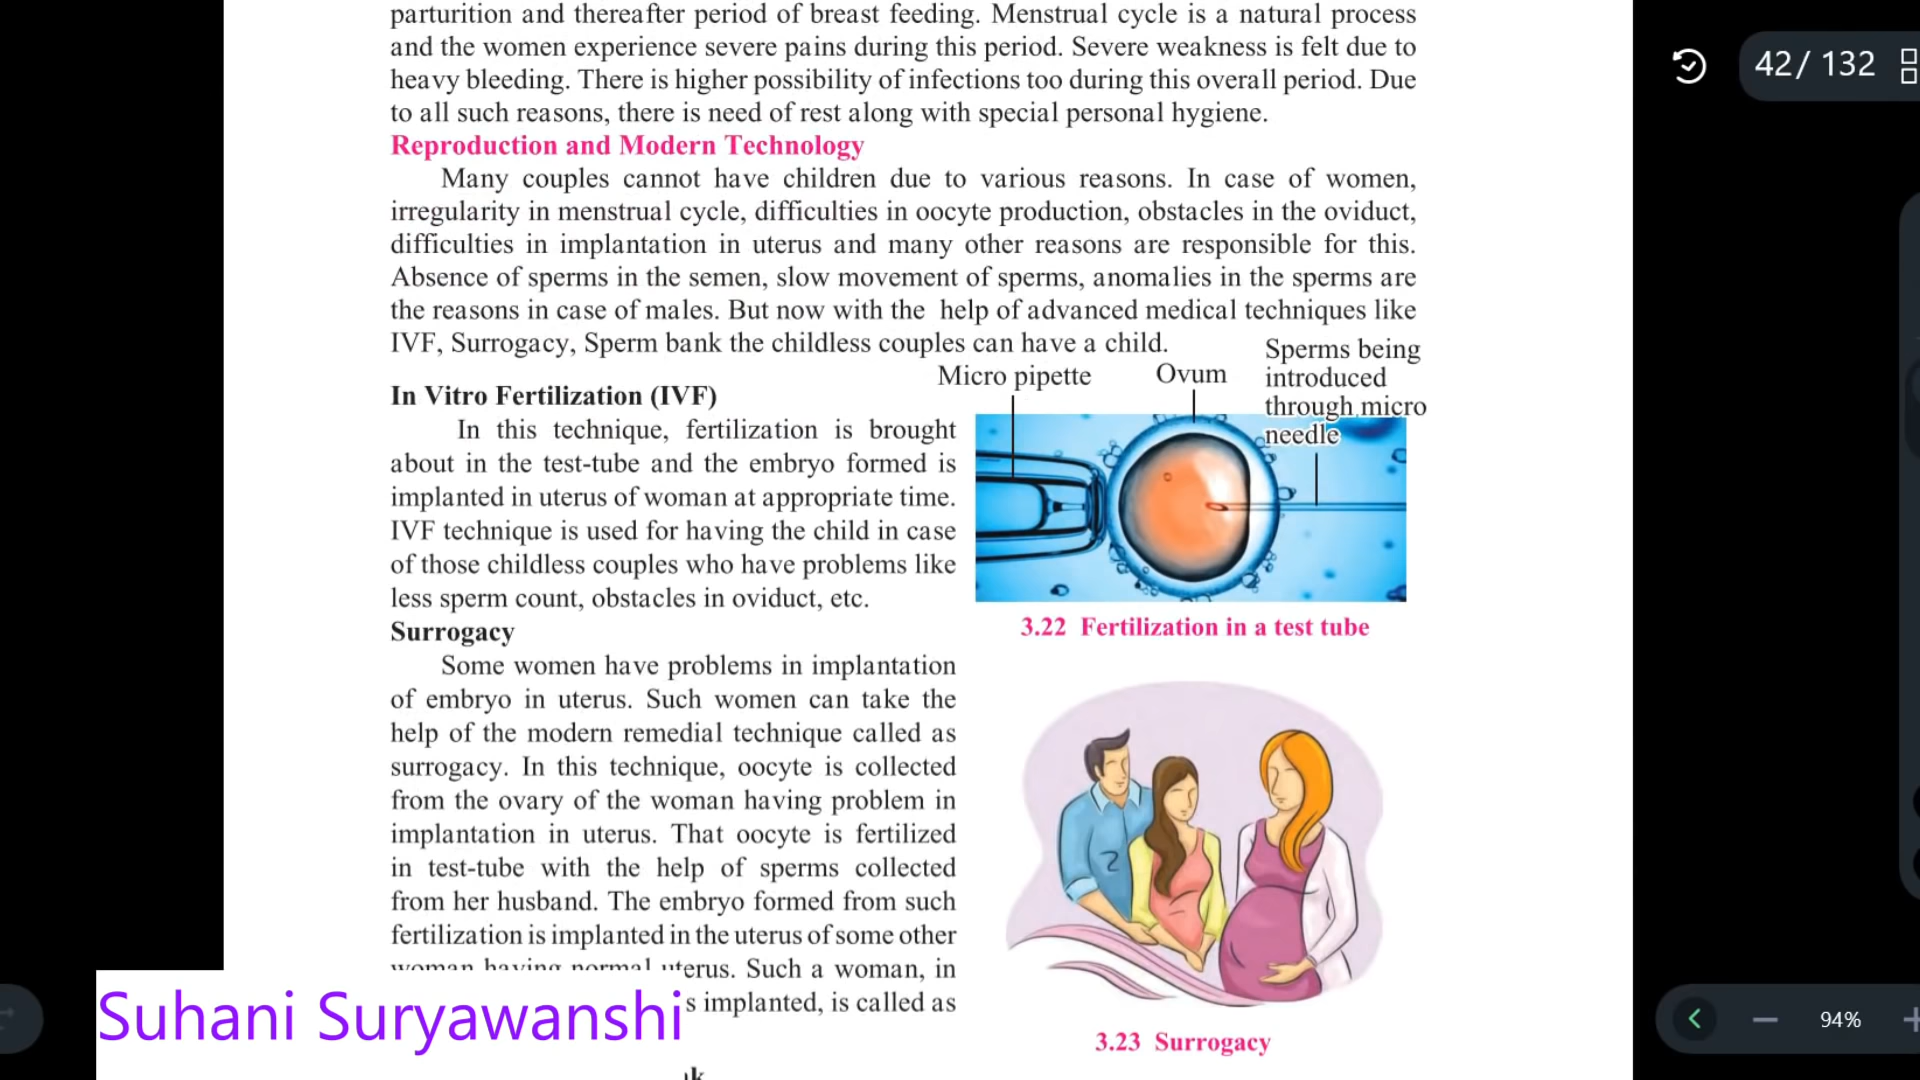 parturition and thereafter period of breast feeding. Menstrual cycle is a natural process
and the women experience severe pains during this period. Severe weakness is felt due to
heavy bleeding. There is higher possibility of infections too during this overall period. Due
to all such reasons, there is need of rest along with special personal hygiene.
Reproduction and Modern Technology
Many couples cannot have children due to various reasons. In case of women,
irregularity in menstrual cycle, difficulties in oocyte production, obstacles in the oviduct,
difficulties in implantation in uterus and many other reasons are responsible for this.
Absence of sperms in the semen, slow movement of sperms, anomalies in the sperms are
the reasons in case of males. But now with the help of advanced medical techniques like
IVF, Surrogacy, Sperm bank the childless couples can have a child.
In Vitro Fertilization (IVF)
In this technique, fertilization is brought
about in the test-tube and the embryo formed is
implanted in uterus of woman at appropriate time.
IVF technique is used for having the child in case
of those childless couples who have problems like
less sperm count, obstacles in oviduct, etc.
Surrogacy
Some women have problems in implantation
of embryo in uterus. Such women can take the
help of the modern remedial technique called as
surrogacy. In this technique, oocyte is collected
from the ovary of the woman having problem in
implantation in uterus. That oocyte is fertilized
in test-tube with the help of sperms collected
from her husband. The embryo formed from such
fertilization is implanted in the uterus of some other
woman having normal uterus. Such a woman, in
s implanted, is called as
Micro pipette
Ovum
Sperms being
introduced
through micro
needle
3.22 Fertilization in a test tube
3.23 Surrogacy
Suhani Suryawanshi
42/ 132
94%